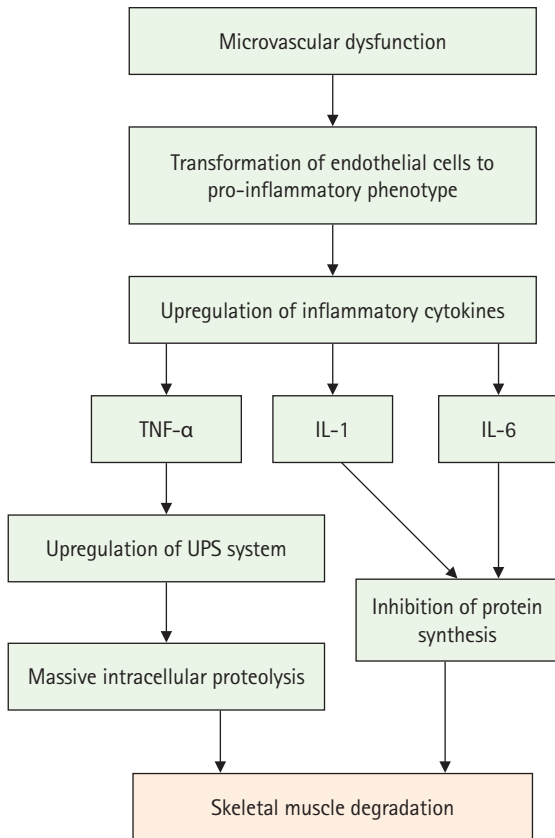 Microvascular dysfunction
Transformation of endothelial cells to
pro-inflammatory phenotype
Upregulation of inflammatory cytokines
TNF-α
IL-1
IL-6
Upregulation of UPS system
Inhibition of protein
synthesis
Massive intracellular proteolysis
Skeletal muscle degradation